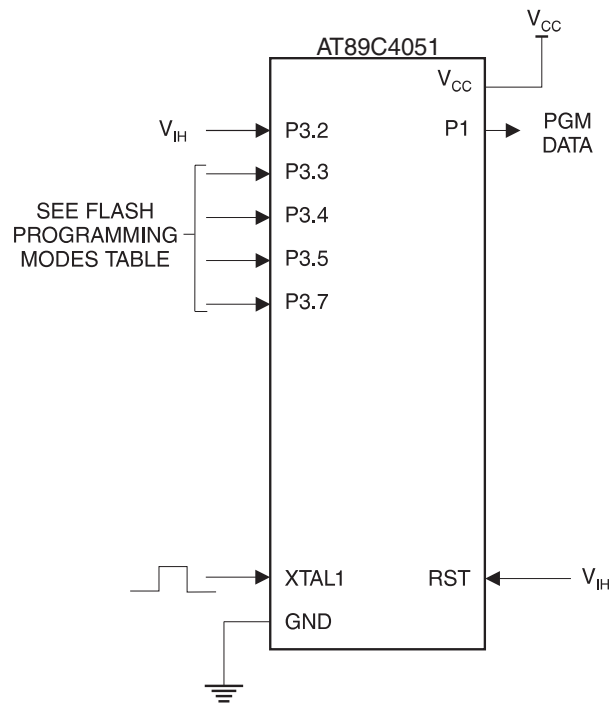 AT89C4051
VCC
VCC
VIH
P3.2
P1
PGM
DATA
P3.3
SEE FLASH
PROGRAMMING
MODES TABLE
P3.4
P3.5
P3.7
XTAL1
RST
VIH
GND